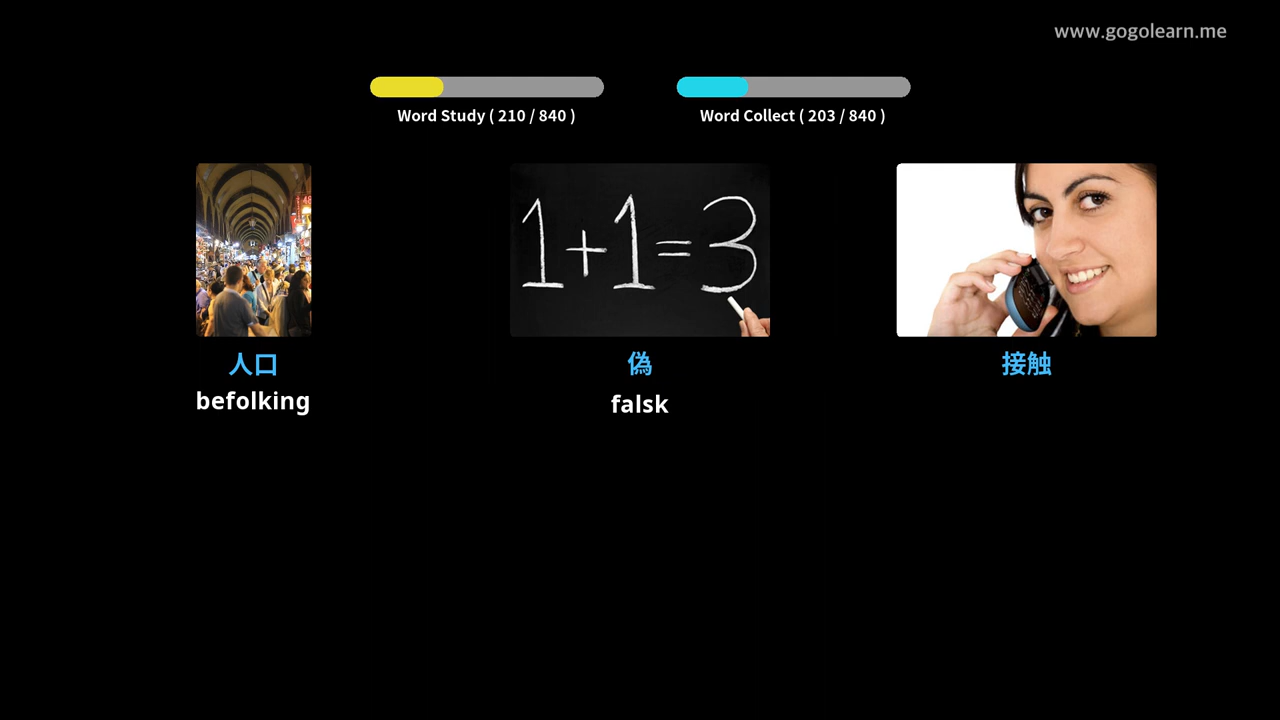 www.gogolearn.me
Word Study ( 210 / 840 )
Word Collect ( 203 / 840 )
1+1=3
人口
偽
接触
befolking
falsk